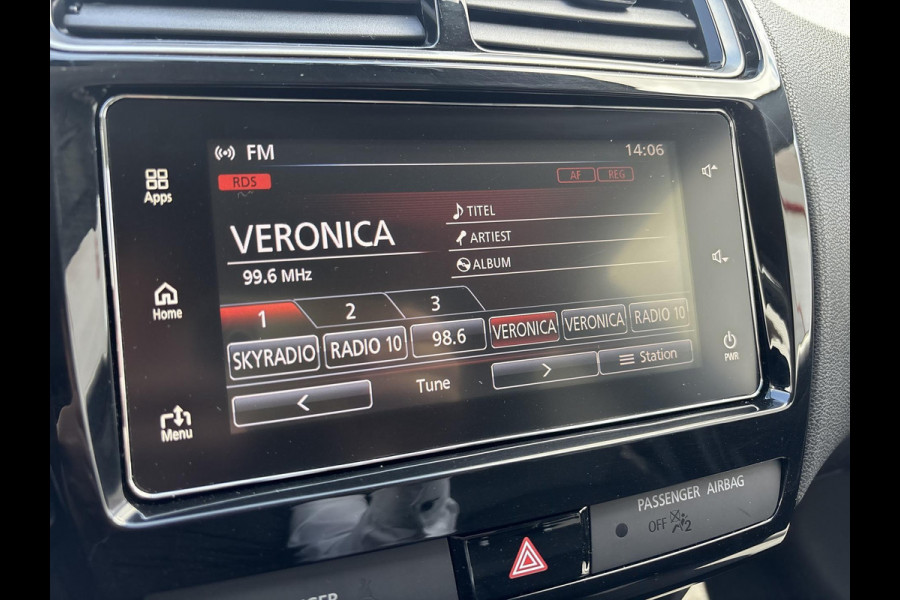 FM
14:06
RDS
AF REG
Apps
VERONICA
99.6 MHz
TITEL
ARTIEST
ALBUM
Home
1 2 3
SKYRADIO RADIO 10 98.6 VERONICA VERONICA RADIO 10
< Tune > Station
PWR
Menu
PASSENGER AIRBAG
OFF 2